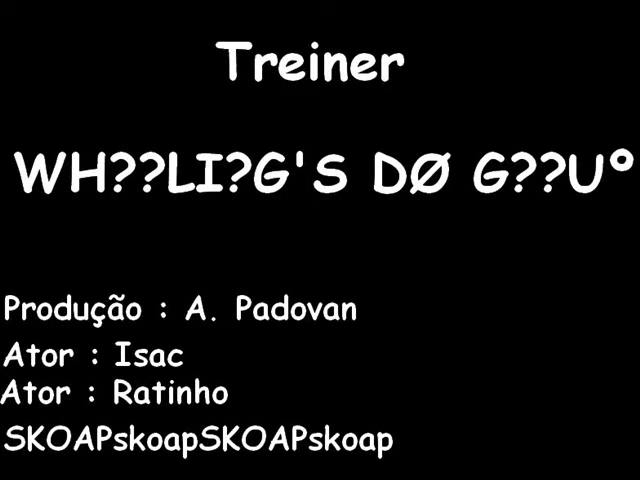 Treiner
WH??LI?G'S DØ G??Uº
Produção : A. Padovan
Ator : Isac
Ator : Ratinho
SKOAPskoapSKOAPskoap